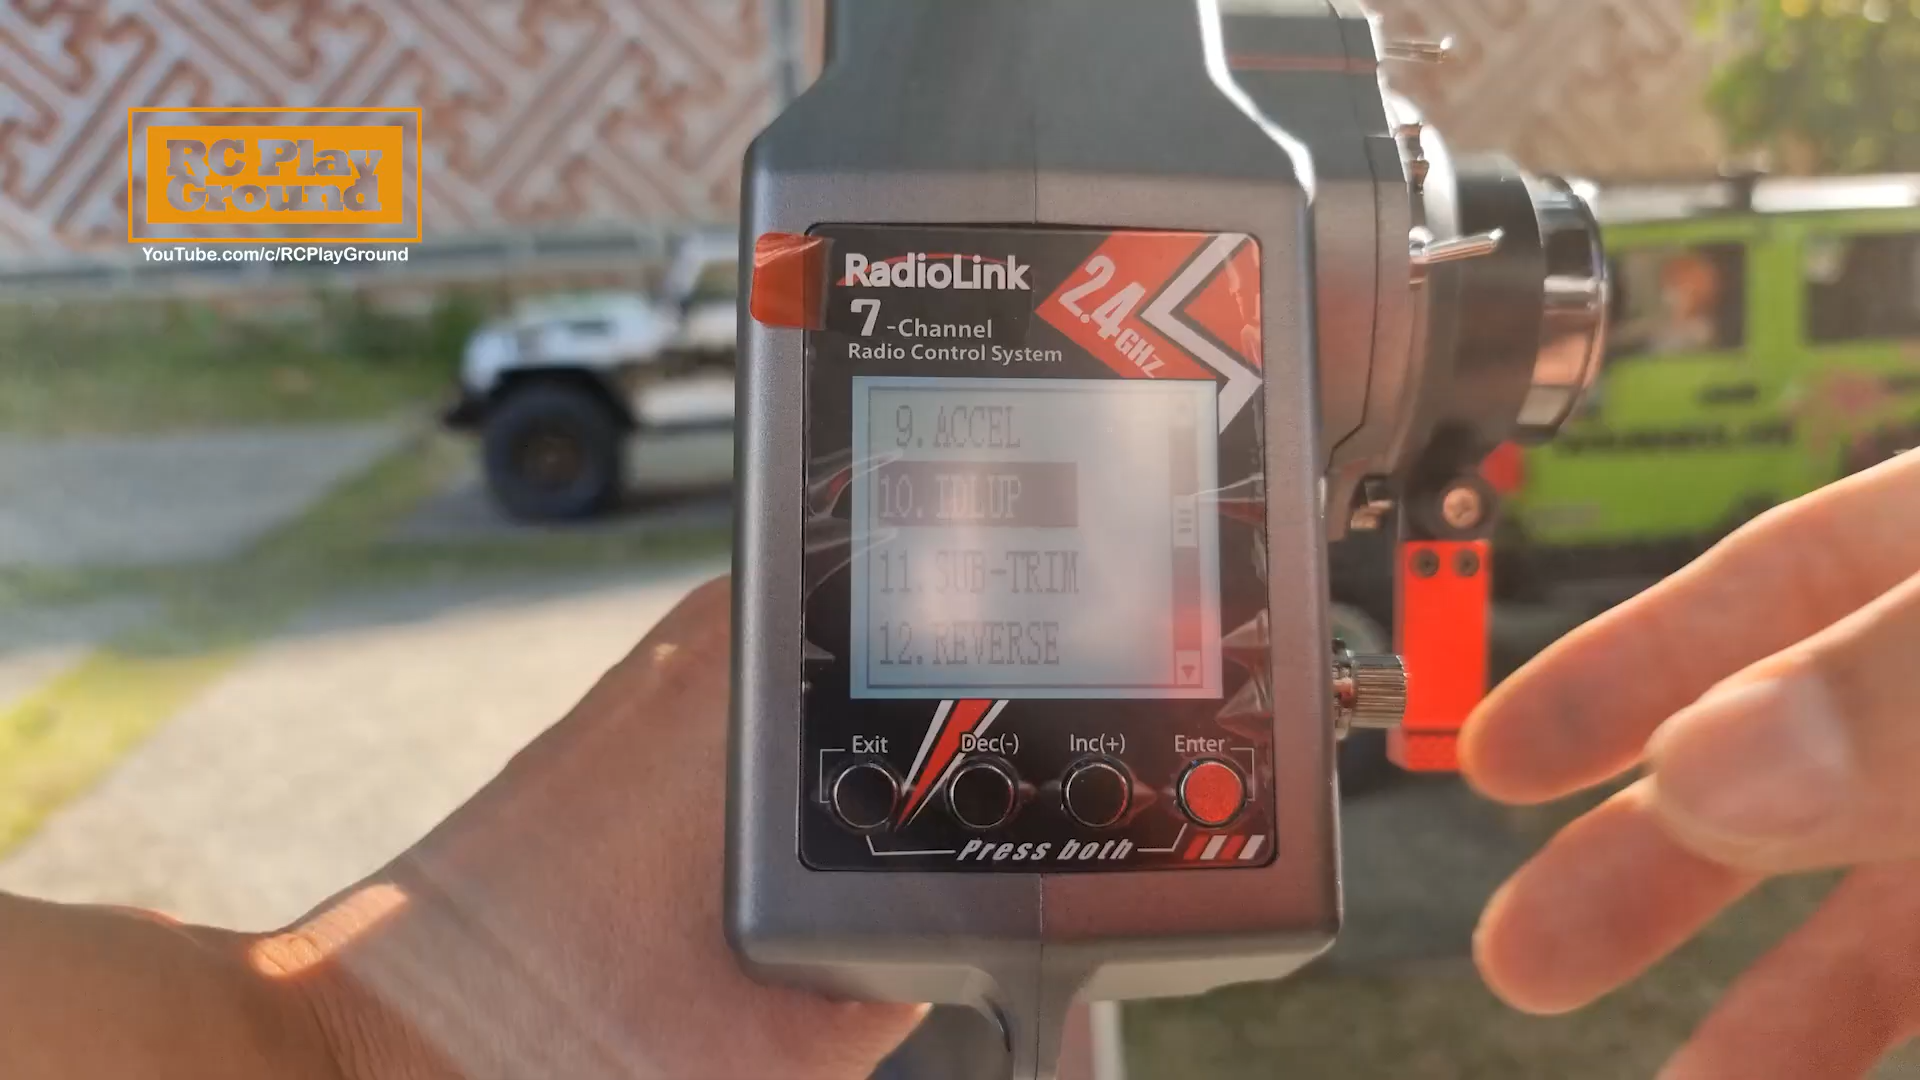 RC Play
Ground
YouTube.com/c/RCPlayGround
RadioLink
7-Channel
Radio Control System
2.4GHz
9.ACCEL
10.IDLUP
11.SUB-TRIM
12.REVERSE
Exit
Dec(-)
Inc(+)
Enter
Press both